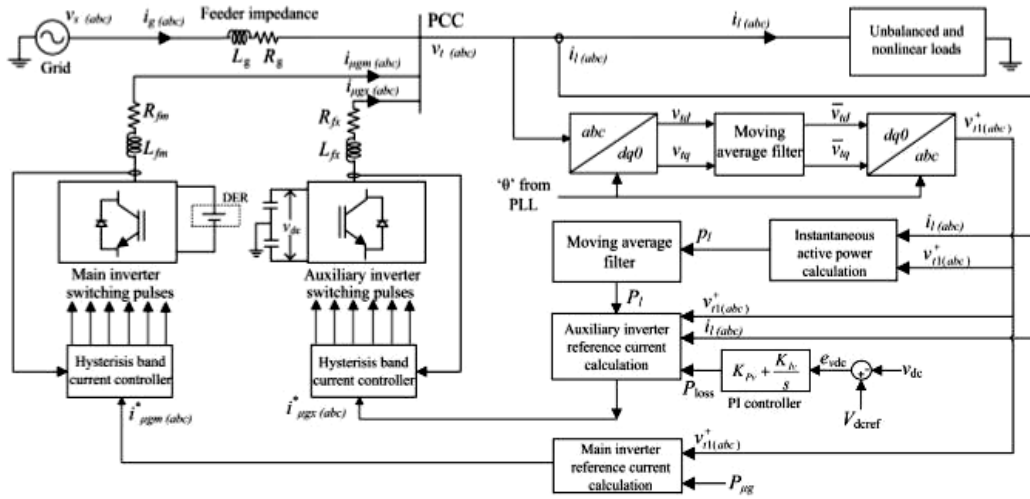 v_s (abc)
i_g (abc)
Feeder impedance
L_g
R_g
Grid
PCC
v_t (abc)
i_l (abc)
i_l (abc)
Unbalanced and
nonlinear loads
i_μgm (abc)
i_μgx (abc)
R_fm
L_fm
R_fx
L_fx
abc
dq0
v_td
v_tq
Moving
average filter
v̅_td
v̅_tq
dq0
abc
v⁺_t1(abc)
'θ' from
PLL
DER
v_dc
Main inverter
switching pulses
Auxiliary inverter
switching pulses
Moving average
filter
p_l
Instantaneous
active power
calculation
i_l (abc)
v⁺_t1(abc)
P_l
Auxiliary inverter
reference current
calculation
v⁺_t1(abc)
i_l (abc)
Hysterisis band
current controller
Hysterisis band
current controller
P_loss
K_Pv + K_Iv / s
PI controller
e_vdc
+
-
v_dc
V_dcref
i*_μgm (abc)
i*_μgx (abc)
Main inverter
reference current
calculation
v⁺_t1(abc)
P_μg